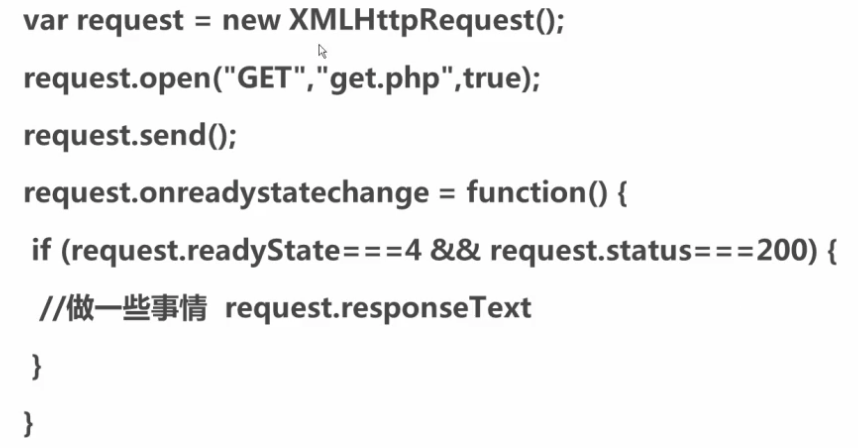 var request = new XMLHttpRequest();
request.open("GET","get.php",true);
request.send();
request.onreadystatechange = function() {
if (request.readyState===4 && request.status===200) {
//做一些事情 request.responseText
}
}